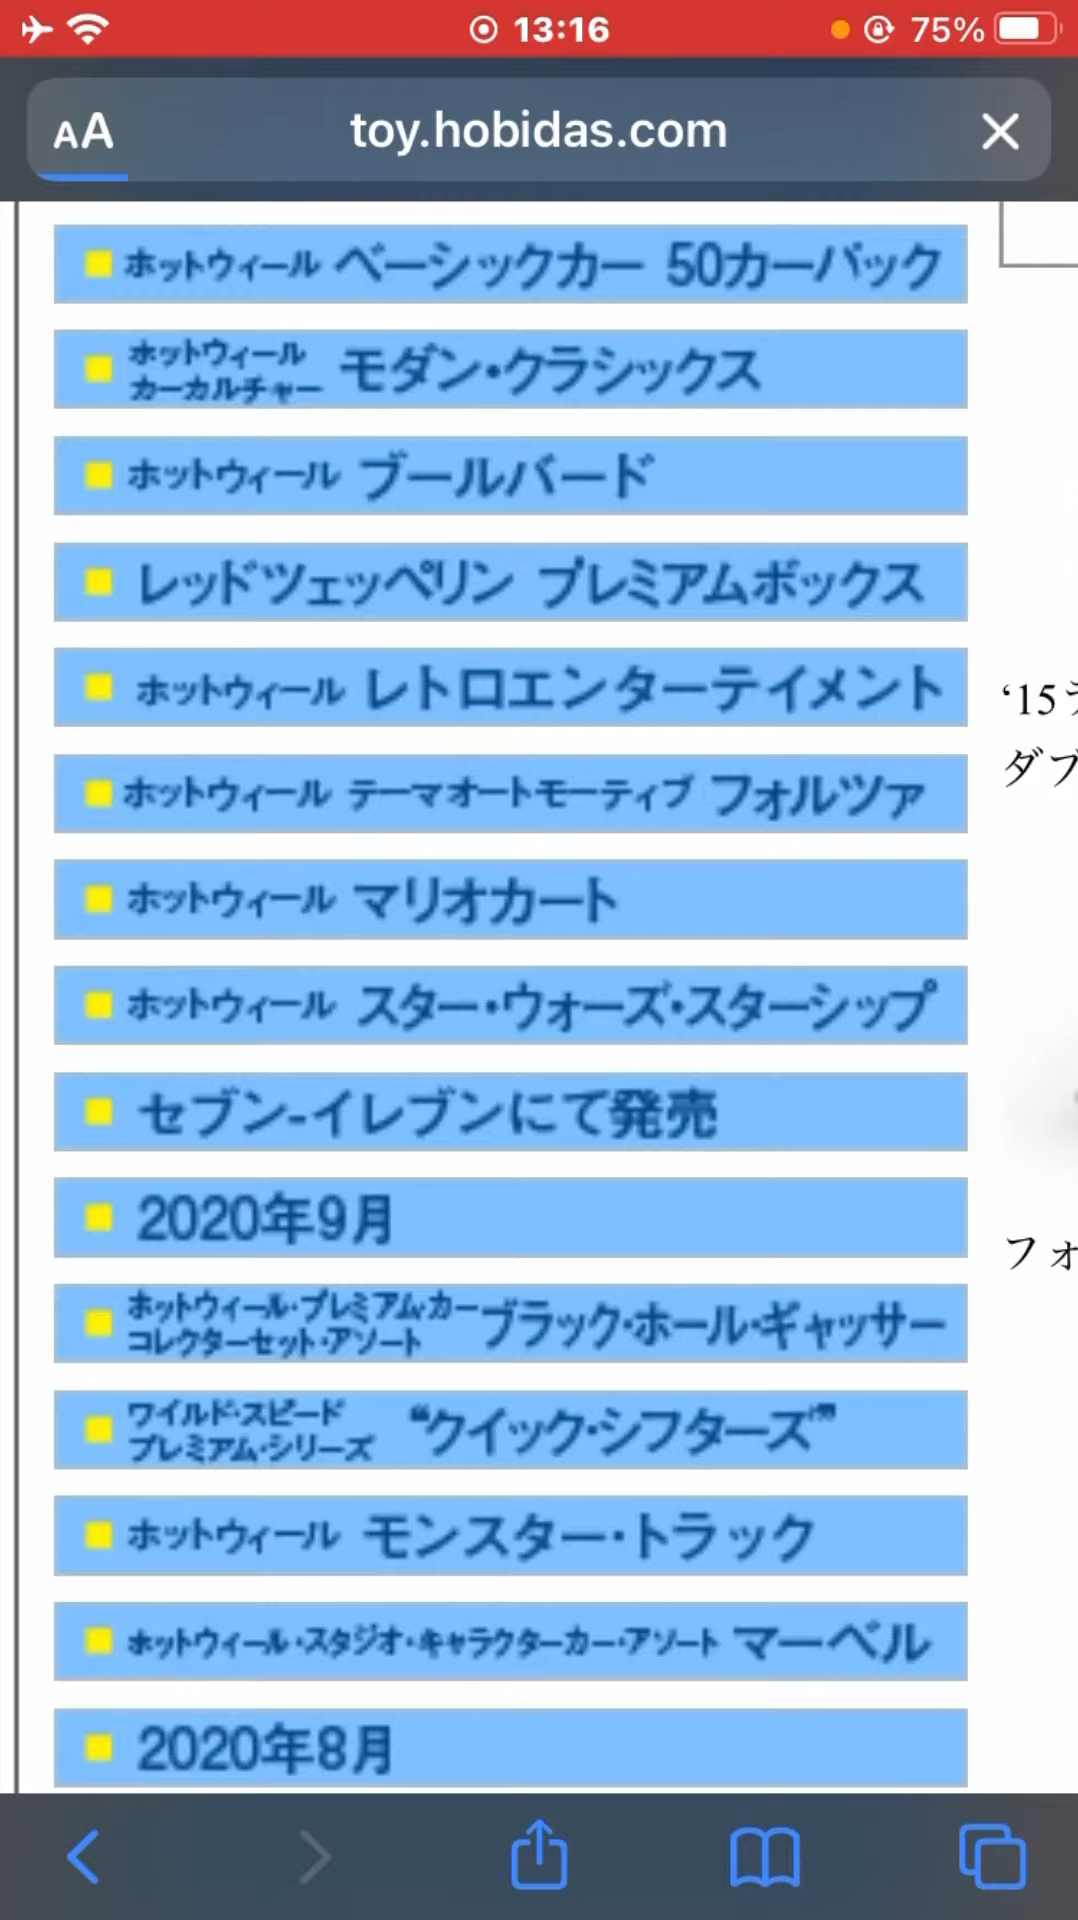 13:16
75%
AA
toy.hobidas.com
ホットウィール ベーシックカー 50カーパック
ホットウィール
カーカルチャー モダン・クラシックス
ホットウィール ブールバード
レッドツェッペリン プレミアムボックス
ホットウィール レトロエンターテイメント
‘15
ダブ
ホットウィール テーマオートモーティブ フォルツァ
ホットウィール マリオカート
ホットウィール スター・ウォーズ・スターシップ
セブン-イレブンにて発売
2020年9月
フォ
ホットウィール・プレミアム・カー
コレクターセット・アソート ブラック・ホール・ギャッサー
ワイルド・スピード
プレミアム・シリーズ “クイック・シフターズ”
ホットウィール モンスター・トラック
ホットウィール・スタジオ・キャラクターカー・アソート マーベル
2020年8月